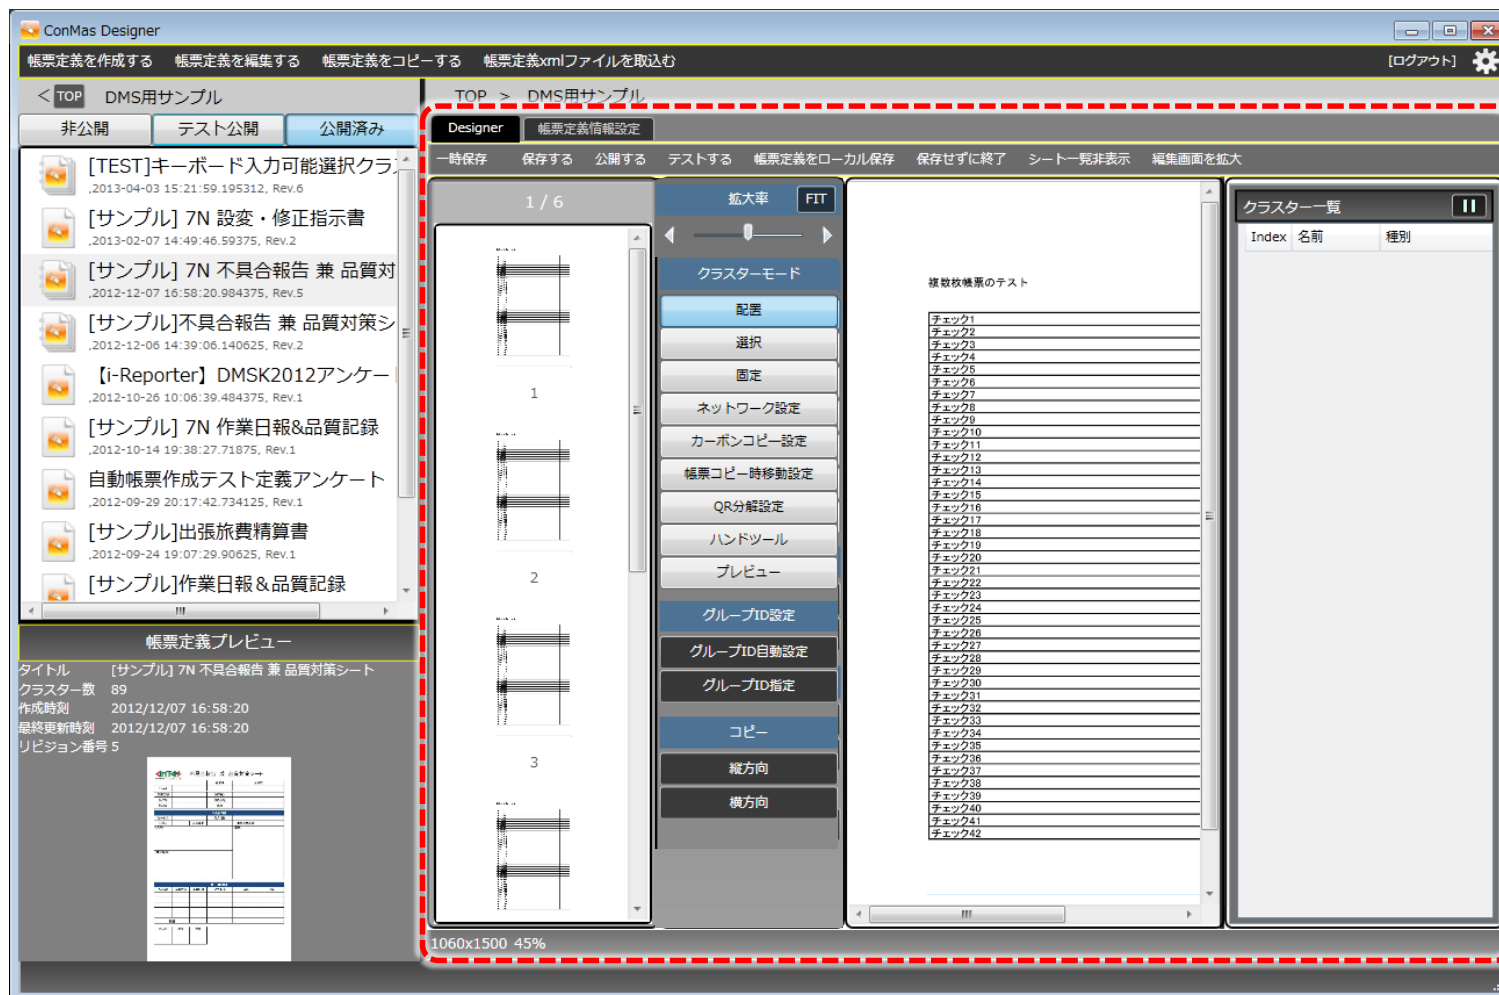 ConMas Designer
帳票定義を作成する 帳票定義を編集する 帳票定義をコピーする 帳票定義xmlファイルを取込む [ログアウト]
< TOP DMS用サンプル
TOP > DMS用サンプル
非公開 テスト公開 公開済み
Designer 帳票定義情報設定
一時保存 保存する 公開する テストする 帳票定義をローカル保存 保存せずに終了 シート一覧非表示 編集画面を拡大
[TEST]キーボード入力可能選択クラ
,2013-04-03 15:21:59.195312, Rev.6
[サンプル] 7N 設変・修正指示書
,2013-02-07 14:49:46.59375, Rev.2
[サンプル] 7N 不具合報告 兼 品質対
,2012-12-07 16:58:20.984375, Rev.5
[サンプル]不具合報告 兼 品質対策シ
,2012-12-06 14:39:06.140625, Rev.2
【i-Reporter】DMSK2012アンケー
,2012-10-26 10:06:39.484375, Rev.1
[サンプル] 7N 作業日報&品質記録
,2012-10-14 19:38:27.71875, Rev.1
自動帳票作成テスト定義アンケート
,2012-09-29 20:17:42.734125, Rev.1
[サンプル]出張旅費精算書
,2012-09-24 19:07:29.90625, Rev.1
[サンプル]作業日報＆品質記録
帳票定義プレビュー
タイトル [サンプル] 7N 不具合報告 兼 品質対策シート
クラスター数 89
作成時刻 2012/12/07 16:58:20
最終更新時刻 2012/12/07 16:58:20
リビジョン番号 5
1 / 6
1
2
3
拡大率 FIT
クラスターモード
配置
選択
固定
ネットワーク設定
カーボンコピー設定
帳票コピー時移動設定
QR分解設定
ハンドツール
プレビュー
グループID設定
グループID自動設定
グループID指定
コピー
縦方向
横方向
複数枚帳票のテスト
チェック1
チェック2
チェック3
チェック4
チェック5
チェック6
チェック7
チェック8
チェック9
チェック10
チェック11
チェック12
チェック13
チェック14
チェック15
チェック16
チェック17
チェック18
チェック19
チェック20
チェック21
チェック22
チェック23
チェック24
チェック25
チェック26
チェック27
チェック28
チェック29
チェック30
チェック31
チェック32
チェック33
チェック34
チェック35
チェック36
チェック37
チェック38
チェック39
チェック40
チェック41
チェック42
クラスター一覧
Index 名前 種別
1060x1500 45%